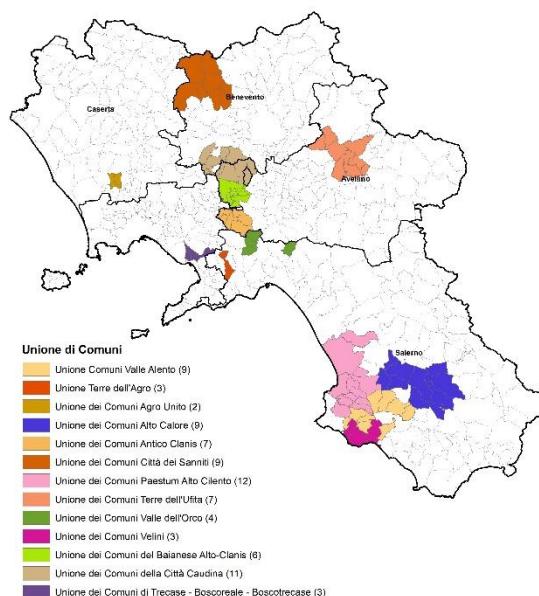 Benevento
Caserta
Avellino
Salerno
Unione di Comuni
Unione Comuni Valle Alento (9)
Unione Terre dell'Agro (3)
Unione dei Comuni Agro Unito (2)
Unione dei Comuni Alto Calore (9)
Unione dei Comuni Antico Clanis (7)
Unione dei Comuni Città dei Sanniti (9)
Unione dei Comuni Paestum Alto Cilento (12)
Unione dei Comuni Terre dell'Ufita (7)
Unione dei Comuni Valle dell'Orco (4)
Unione dei Comuni Velini (3)
Unione dei Comuni del Baianese Alto-Clanis (6)
Unione dei Comuni della Città Caudina (11)
Unione dei Comuni di Trecase - Boscoreale - Boscotrecase (3)